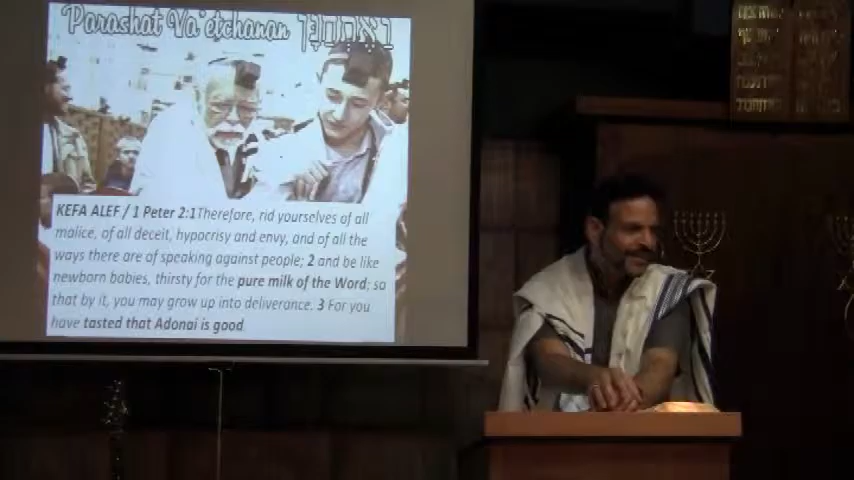 Parashat Va'etchanan וָאֶתְחַנַּן
KEFA ALEF / 1 Peter 2:1Therefore, rid yourselves of all
malice, of all deceit, hypocrisy and envy, and of all the
ways there are of speaking against people; 2 and be like
newborn babies, thirsty for the pure milk of the Word; so
that by it, you may grow up into deliverance. 3 For you
have tasted that Adonai is good